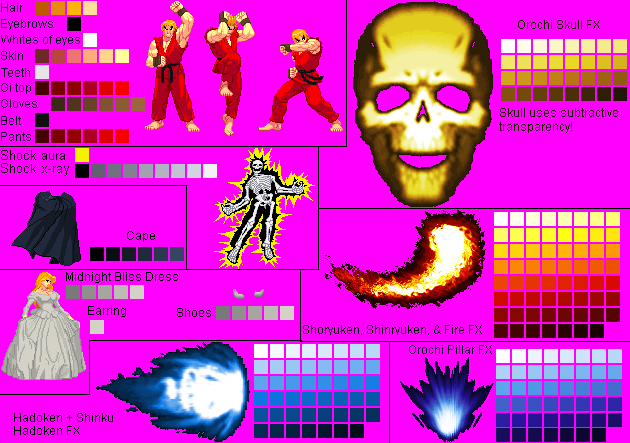 Hair
Eyebrows
Whites of eyes
Skin
Teeth
Gi top
Gloves
Belt
Pants
Shock aura
Shock x-ray
Orochi Skull FX
Skull uses subtractive
transparency!
Cape
Midnight Bliss Dress
Earring
Shoes
Shoryuken, Shinryuken, & Fire FX
Hadoken + Shinku
Hadoken FX
Orochi Pillar FX